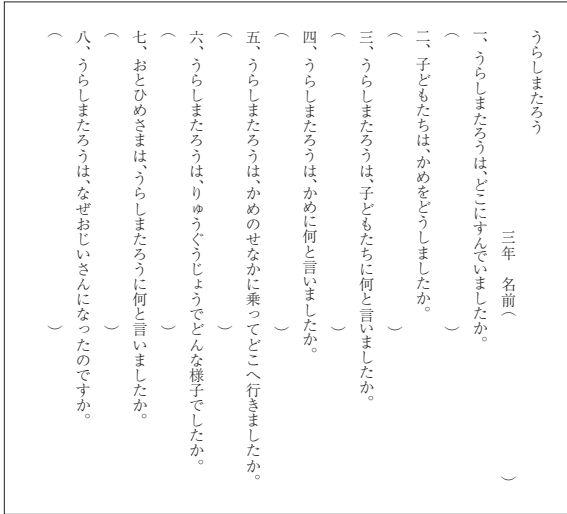 うらしまたろう
三年　名前（　　　　　　　　）
一、うらしまたろうは、どこにすんでいましたか。
（　　　　　　　　　　　　　　　）
二、子どもたちは、かめをどうしましたか。
（　　　　　　　　　　　　　　　）
三、うらしまたろうは、子どもたちに何と言いましたか。
（　　　　　　　　　　　　　　　）
四、うらしまたろうは、かめに何と言いましたか。
（　　　　　　　　　　　　　　　）
五、うらしまたろうは、かめのせなかに乗ってどこへ行きましたか。
（　　　　　　　　　　　　　　　）
六、うらしまたろうは、りゅうぐうじょうでどんな様子でしたか。
（　　　　　　　　　　　　　　　）
七、おとひめさまは、うらしまたろうに何と言いましたか。
（　　　　　　　　　　　　　　　）
八、うらしまたろうは、なぜおじいさんになったのですか。
（　　　　　　　　　　　　　　　）